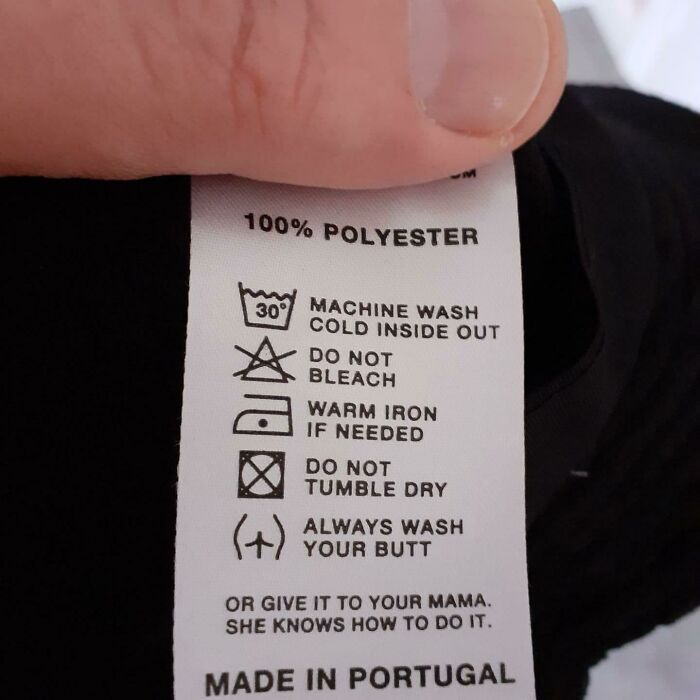 100% POLYESTER
30°
MACHINE WASH
COLD INSIDE OUT
DO NOT
BLEACH
WARM IRON
IF NEEDED
DO NOT
TUMBLE DRY
ALWAYS WASH
YOUR BUTT
OR GIVE IT TO YOUR MAMA.
SHE KNOWS HOW TO DO IT.
MADE IN PORTUGAL